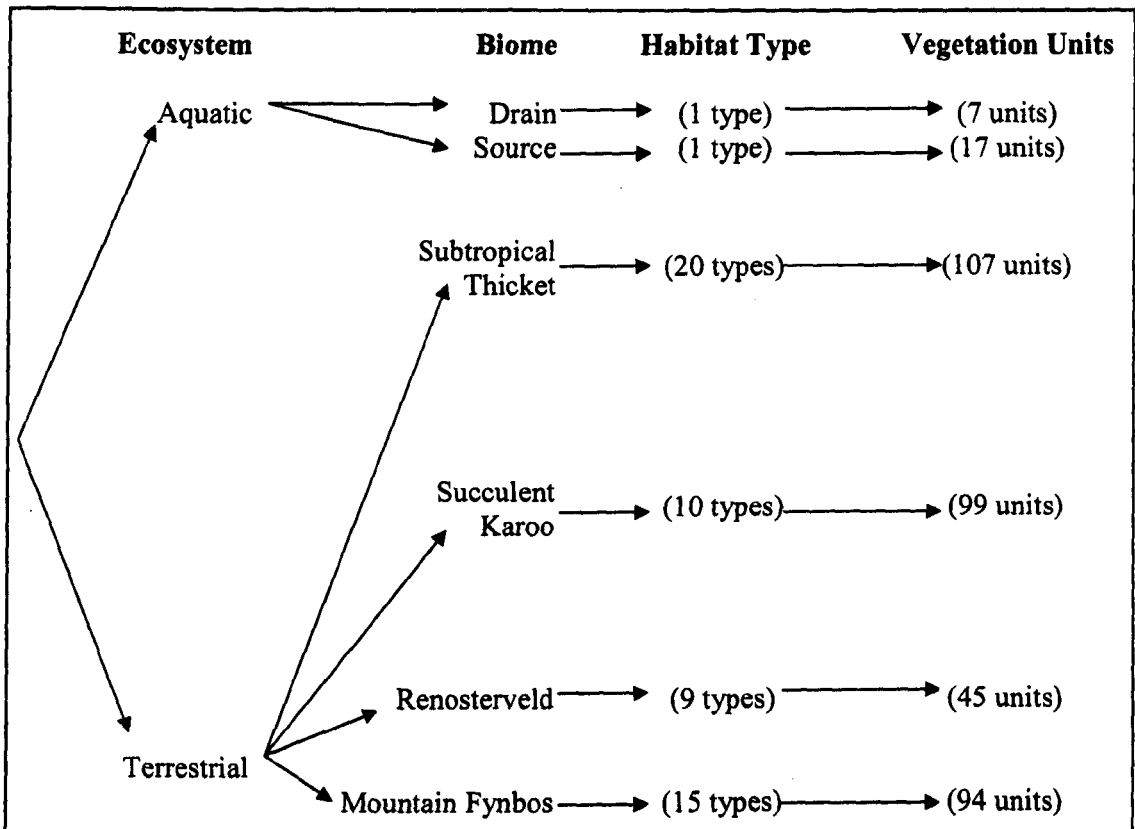 Ecosystem Biome Habitat Type Vegetation Units
Aquatic Drain (1 type) (7 units)
Source (1 type) (17 units)
Subtropical
Thicket (20 types) (107 units)
Succulent
Karoo (10 types) (99 units)
Renosterveld (9 types) (45 units)
Terrestrial
Mountain Fynbos (15 types) (94 units)